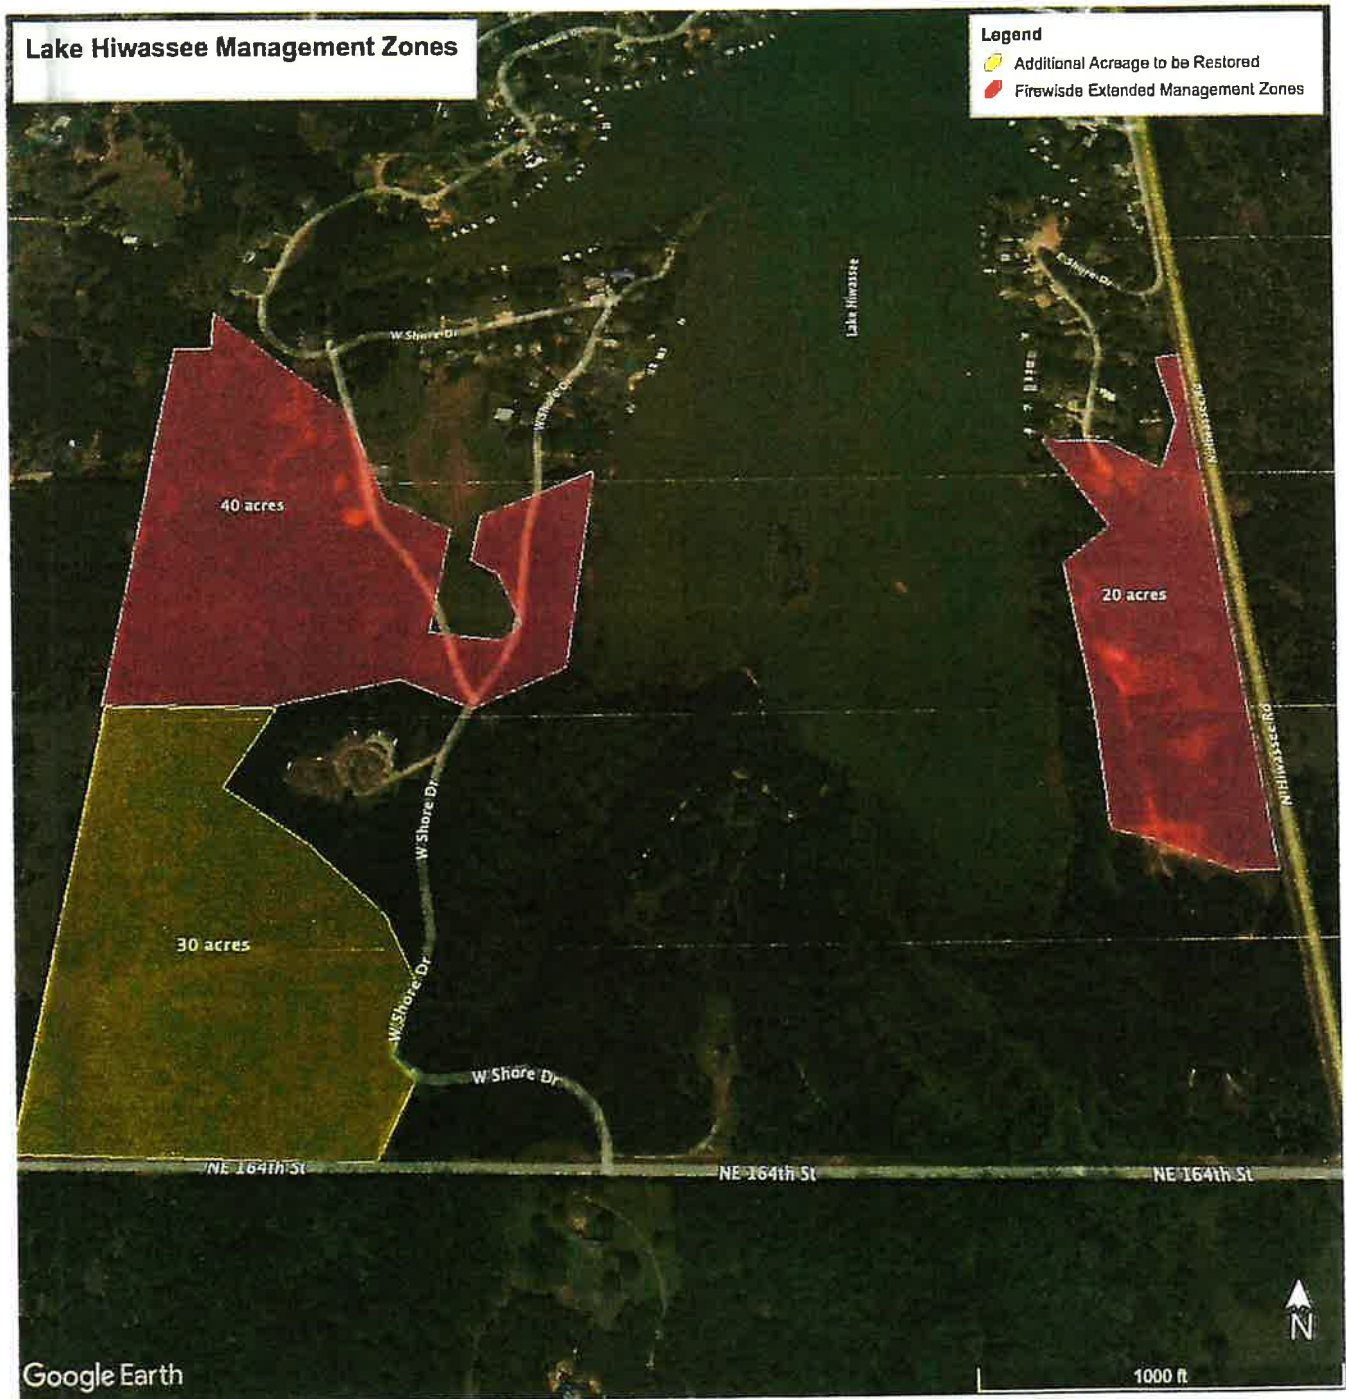 Lake Hiwassee Management Zones
Legend
Additional Acreage to be Restored
Firewisde Extended Management Zones
E Shore Dr
Lake Hiwassee
W Shore Dr
W Shore Dr
N Hiwassee Rd
40 acres
20 acres
N Hiwassee Rd
W Shore Dr
30 acres
W Shore Dr
W Shore Dr
NE 164th St
NE 164th St
NE 164th St
N
Google Earth
1000 ft